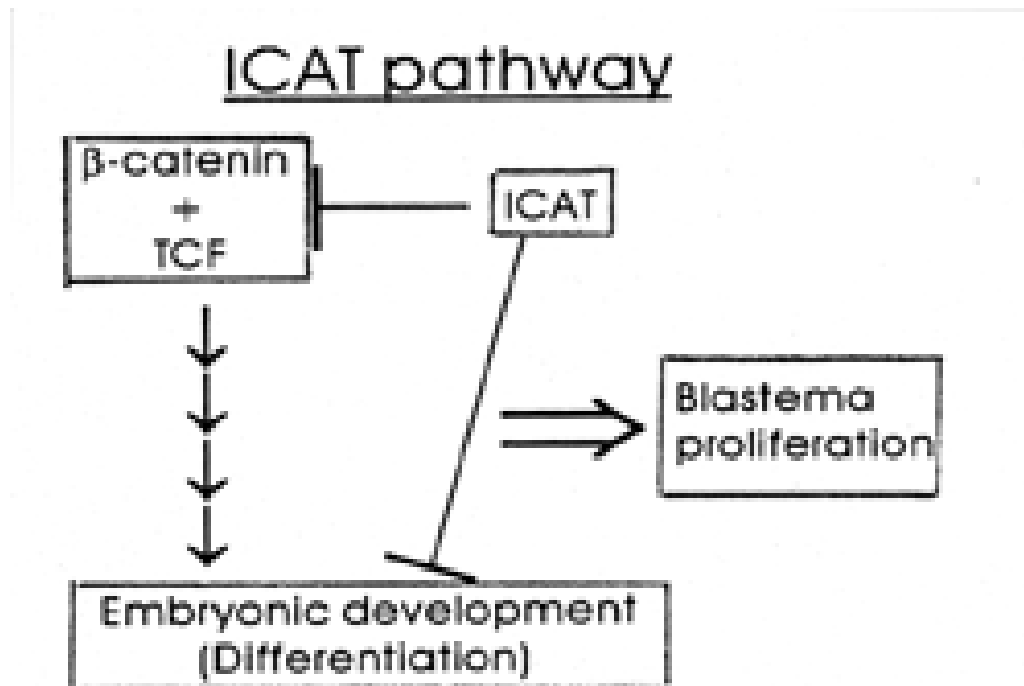 ICAT pathway
β-catenin
+
TCF
ICAT
Blastema
proliferation
Embryonic development
(Differentiation)